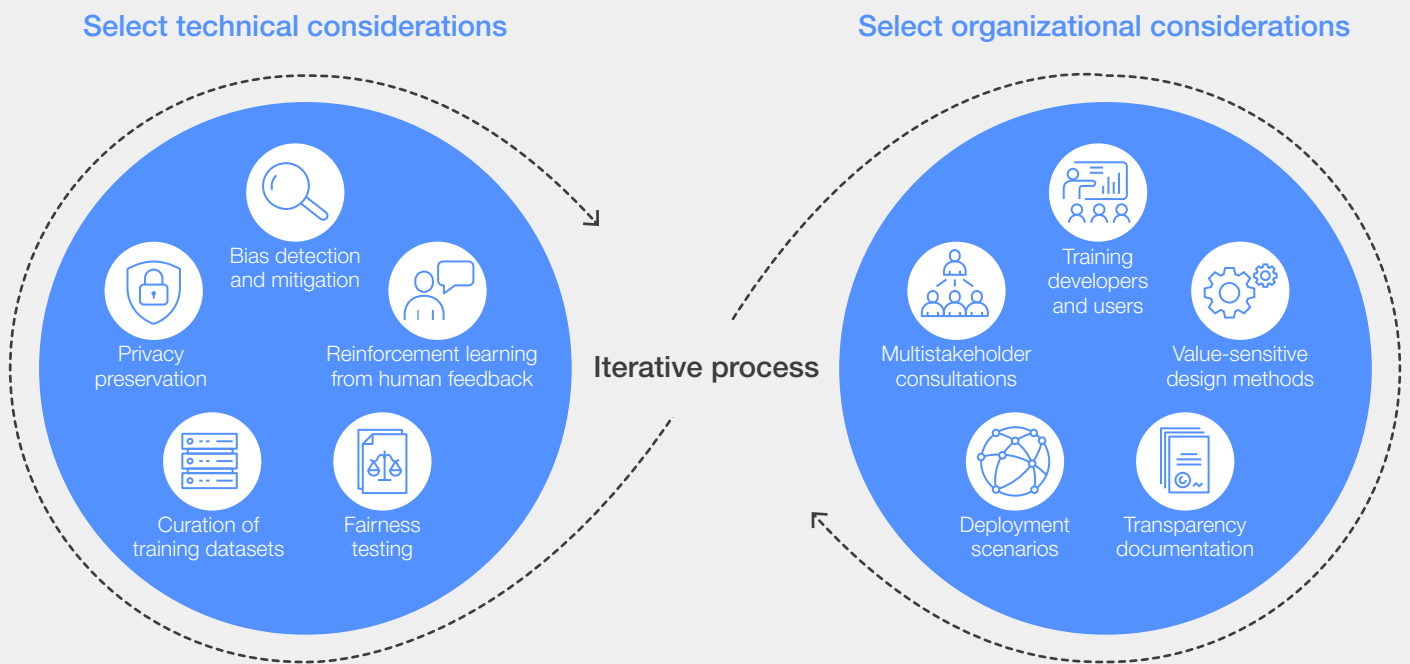 Select technical considerations
Bias detection
and mitigation
Privacy
preservation
Reinforcement learning
from human feedback
Curation of
training datasets
Fairness
testing
Iterative process
Select organizational considerations
Training
developers
and users
Multistakeholder
consultations
Value-sensitive
design methods
Deployment
scenarios
Transparency
documentation